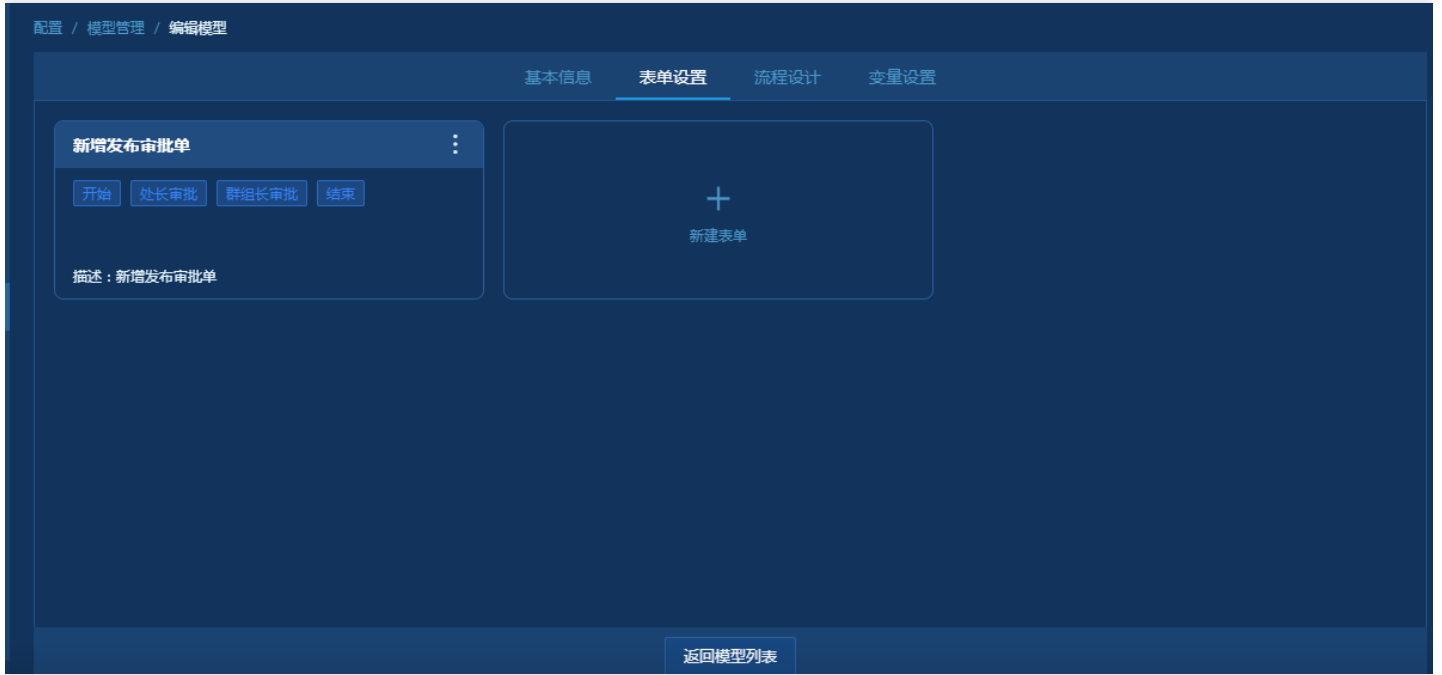 配置 / 模型管理 / 编辑模型
基本信息 表单设置 流程设计 变量设置
新增发布审批单
开始 处长审批 群组长审批 结束
描述：新增发布审批单
新建表单
返回模型列表